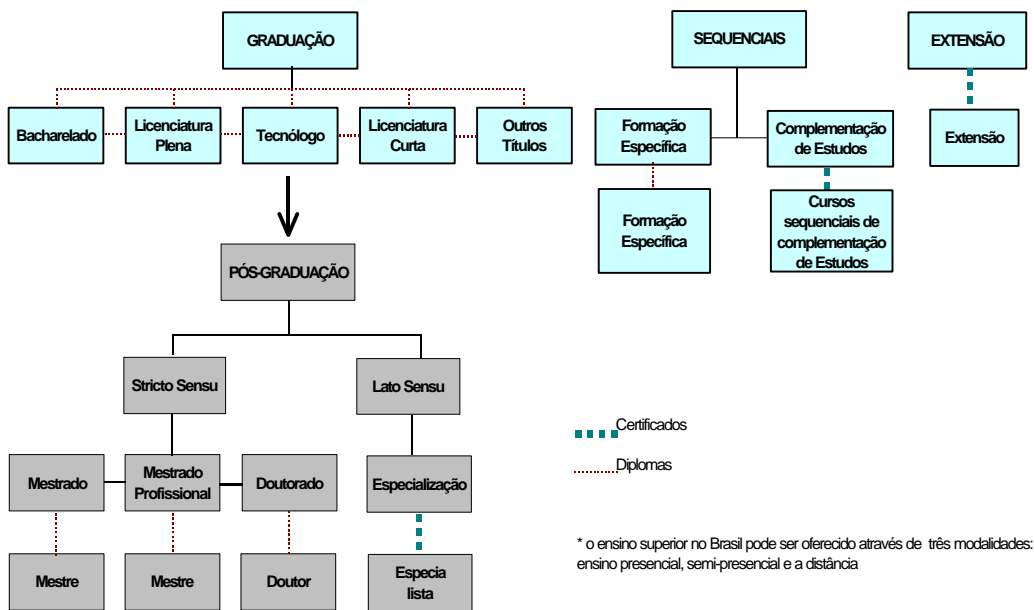 GRADUAÇÃO
SEQUENCIAIS
EXTENSÃO
Bacharelado
Licenciatura
Plena
Tecnólogo
Licenciatura
Curta
Outros
Títulos
Formação
Específica
Complementação
de Estudos
Extensão
Formação
Específica
Cursos
sequenciais de
complementação
de Estudos
PÓS-GRADUAÇÃO
Stricto Sensu
Lato Sensu
Mestrado
Mestrado
Profissional
Doutorado
Especialização
Mestre
Mestre
Doutor
Especia
lista
Certificados
Diplomas
* o ensino superior no Brasil pode ser oferecido através de três modalidades:
ensino presencial, semi-presencial e a distância